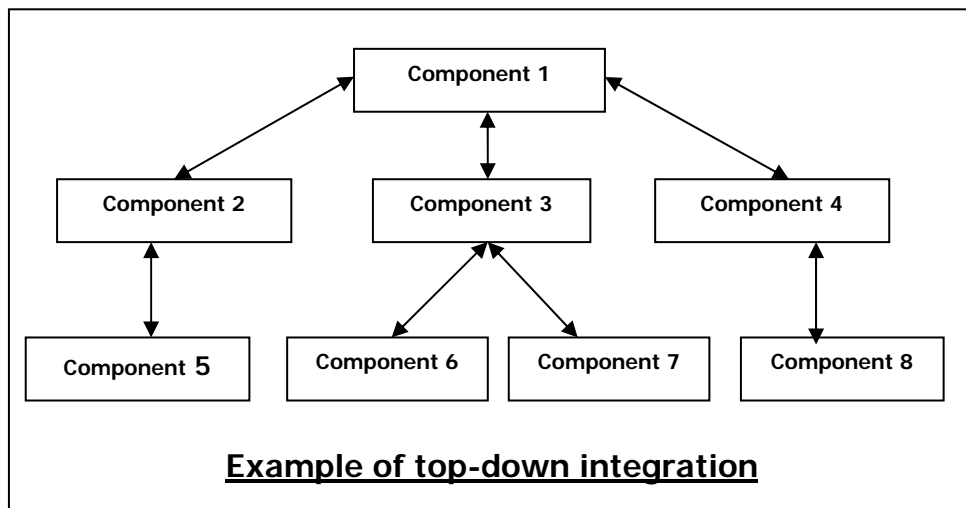 Component 1
Component 2
Component 3
Component 4
Component 5
Component 6
Component 7
Component 8
Example of top-down integration